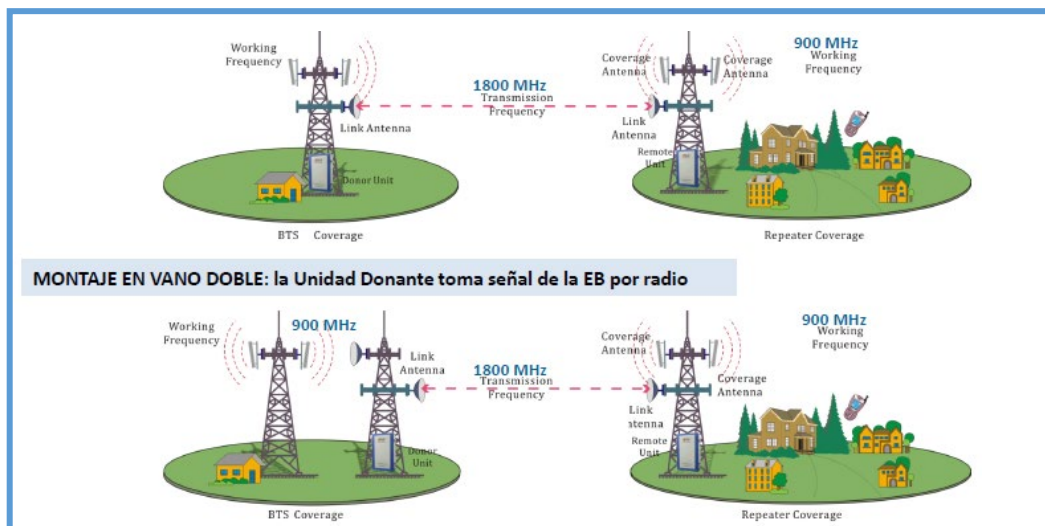 Working
Frequency
Link Antenna
Donor Unit
BTS Coverage
1800 MHz
Transmission
Frequency
Coverage
Antenna
Coverage
Antenna
Link
Antenna
Remote
Unit
900 MHz
Working
Frequency
Repeater Coverage
MONTAJE EN VANO DOBLE: la Unidad Donante toma señal de la EB por radio
Working
Frequency
900 MHz
Link
Antenna
Donor Unit
BTS Coverage
1800 MHz
Transmission
Frequency
Coverage
Antenna
Coverage
Antenna
Link
Antenna
Remote
Unit
900 MHz
Working
Frequency
Repeater Coverage